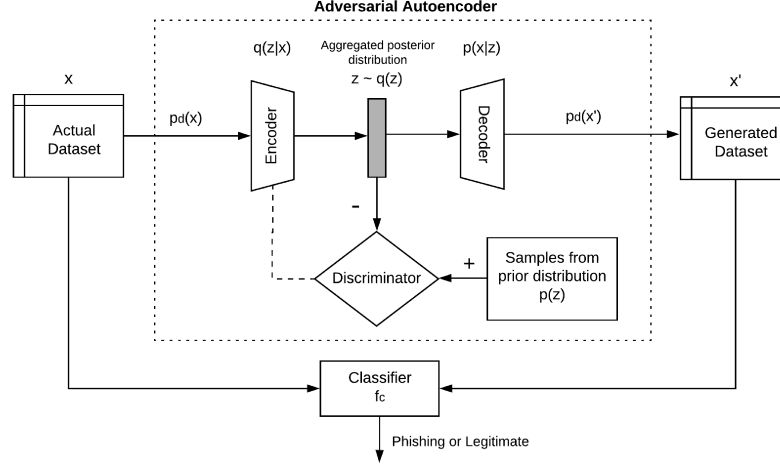 Adversarial Autoencoder
q(z|x)
Aggregated posterior
distribution
z ~ q(z)
p(x|z)
x
x'
Actual
Dataset
pd(x)
Encoder
Decoder
pd(x')
Generated
Dataset
-
+
Discriminator
Samples from
prior distribution
p(z)
Classifier
fc
Phishing or Legitimate